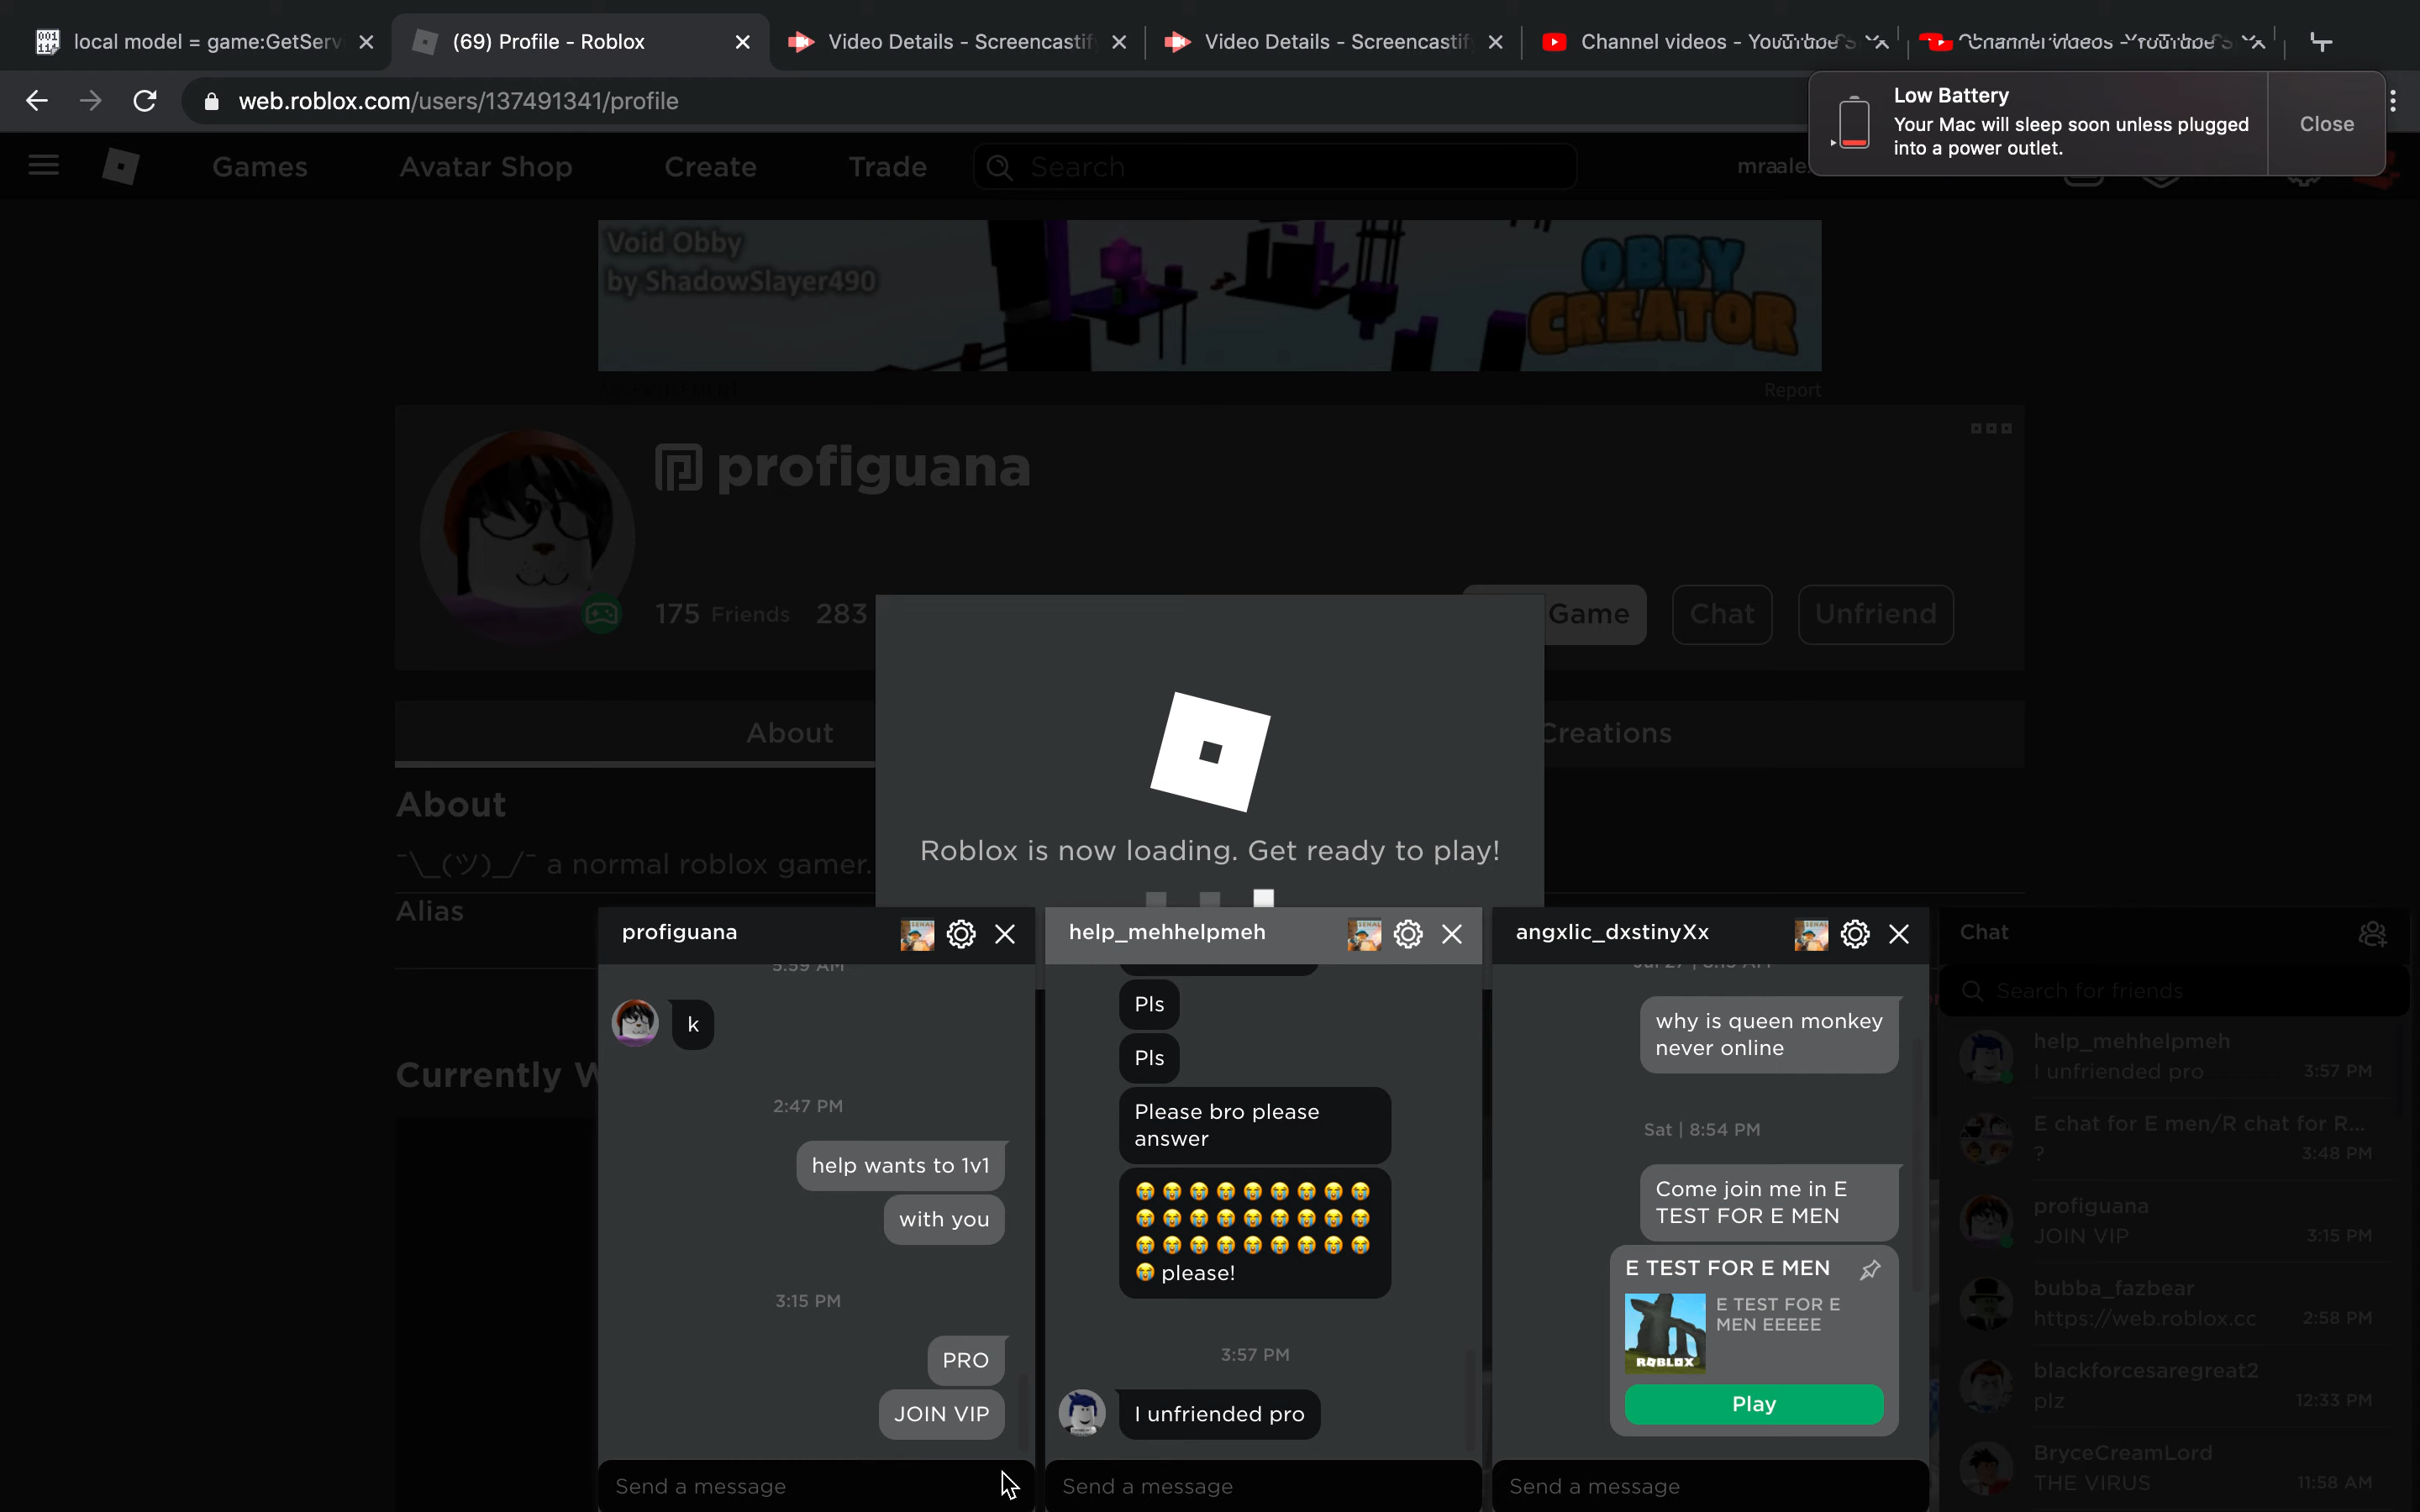 local model = game:GetServ
(69) Profile - Roblox
Video Details - Screencastify
Video Details - Screencastify
Channel videos - YouTube S
Channel videos - YouTube S
web.roblox.com/users/137491341/profile
Low Battery
Your Mac will sleep soon unless plugged
into a power outlet.
Close
Games
Avatar Shop
Create
Trade
Search
mraale
Void Obby
by ShadowSlayer490
OBBY
CREATOR
Report
profiguana
175 Friends 283
Game
Chat
Unfriend
About
Creations
About
¯\_(ツ)_/¯ a normal roblox gamer.
Alias
Currently W
Roblox is now loading. Get ready to play!
profiguana
5:59 AM
k
2:47 PM
help wants to 1v1
with you
3:15 PM
PRO
JOIN VIP
Send a message
help_mehhelpmeh
Pls
Pls
Please bro please
answer
😭😭😭😭😭😭😭😭😭
😭😭😭😭😭😭😭😭😭
😭😭😭😭😭😭😭😭😭
😭 please!
3:57 PM
I unfriended pro
Send a message
angxlic_dxstinyXx
why is queen monkey
never online
Sat | 8:54 PM
Come join me in E
TEST FOR E MEN
E TEST FOR E MEN
E TEST FOR E
MEN EEEEE
ROBLOX
Play
Send a message
Chat
Search for friends
help_mehhelpmeh
I unfriended pro 3:57 PM
E chat for E men/R chat for R...
? 3:48 PM
profiguana
JOIN VIP 3:15 PM
bubba_fazbear
https://web.roblox.cc 2:58 PM
blackforcesaregreat2
plz 12:33 PM
BryceCreamLord
THE VIRUS 11:58 AM